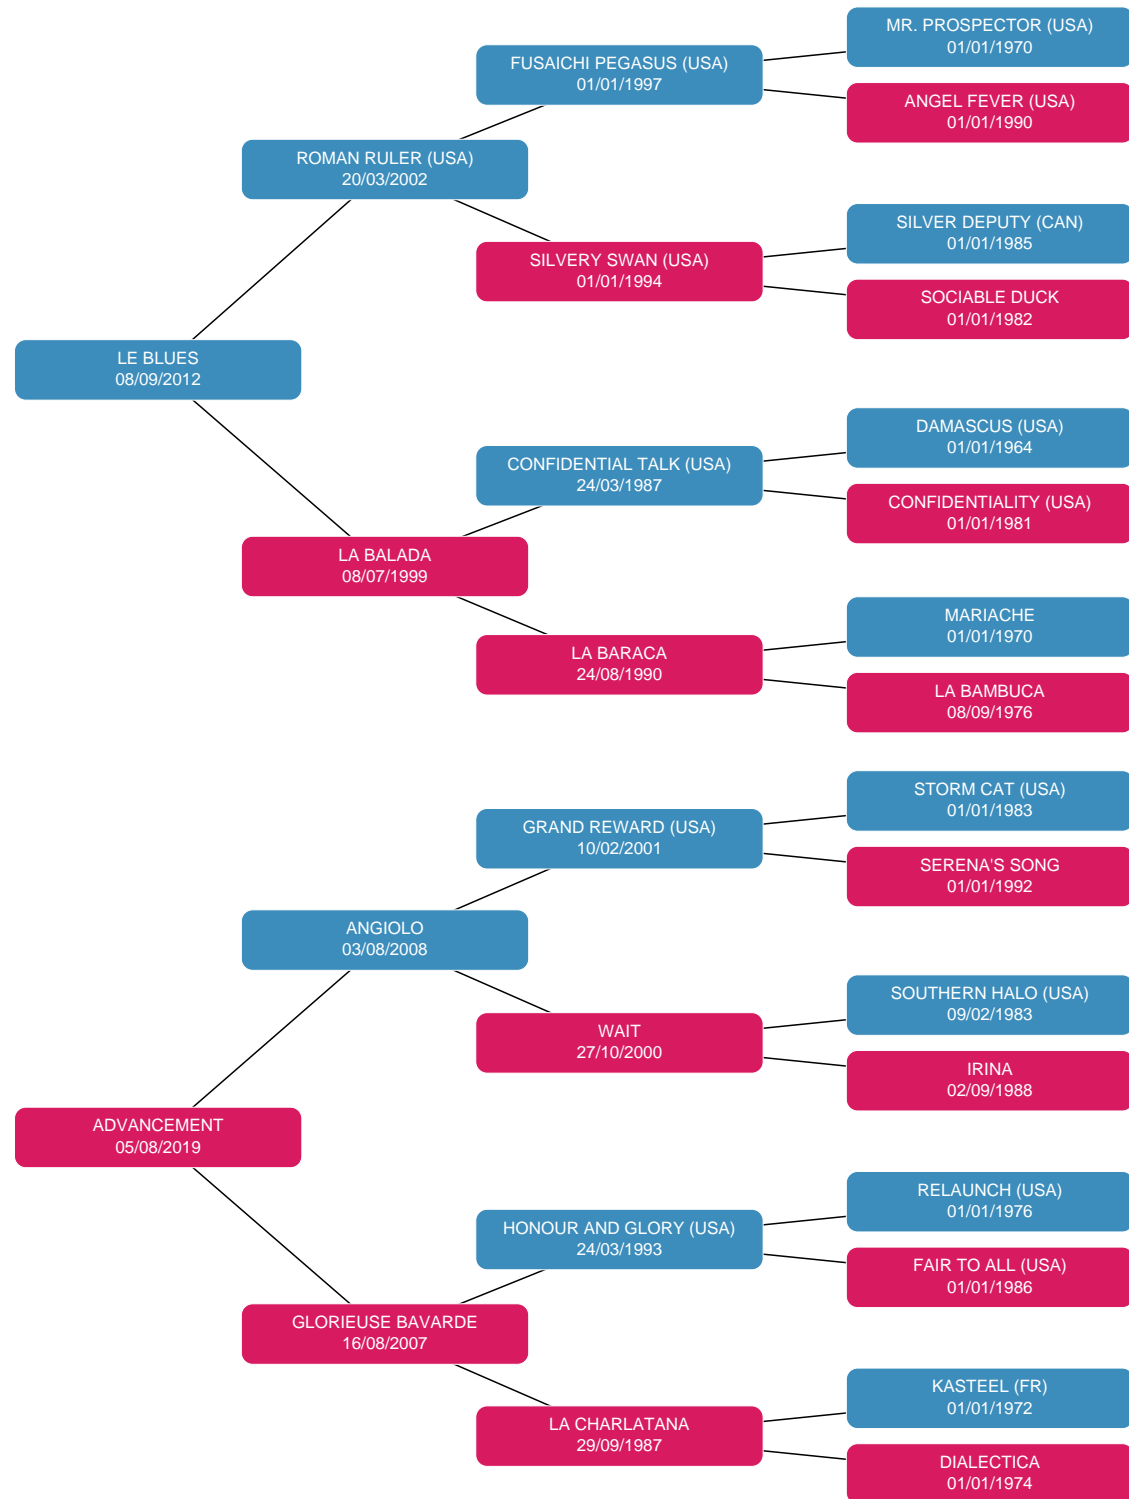 MR. PROSPECTOR (USA)
01/01/1970
FUSAICHI PEGASUS (USA)
01/01/1997
ANGEL FEVER (USA)
01/01/1990
ROMAN RULER (USA)
20/03/2002
SILVER DEPUTY (CAN)
01/01/1985
SILVERY SWAN (USA)
01/01/1994
SOCIABLE DUCK
01/01/1982
LE BLUES
08/09/2012
DAMASCUS (USA)
01/01/1964
CONFIDENTIAL TALK (USA)
24/03/1987
CONFIDENTIALITY (USA)
01/01/1981
LA BALADA
08/07/1999
MARIACHE
01/01/1970
LA BARACA
24/08/1990
LA BAMBUCA
08/09/1976
STORM CAT (USA)
01/01/1983
GRAND REWARD (USA)
10/02/2001
SERENA'S SONG
01/01/1992
ANGIOLO
03/08/2008
SOUTHERN HALO (USA)
09/02/1983
WAIT
27/10/2000
IRINA
02/09/1988
ADVANCEMENT
05/08/2019
RELAUNCH (USA)
01/01/1976
HONOUR AND GLORY (USA)
24/03/1993
FAIR TO ALL (USA)
01/01/1986
GLORIEUSE BAVARDE
16/08/2007
KASTEEL (FR)
01/01/1972
LA CHARLATANA
29/09/1987
DIALECTICA
01/01/1974